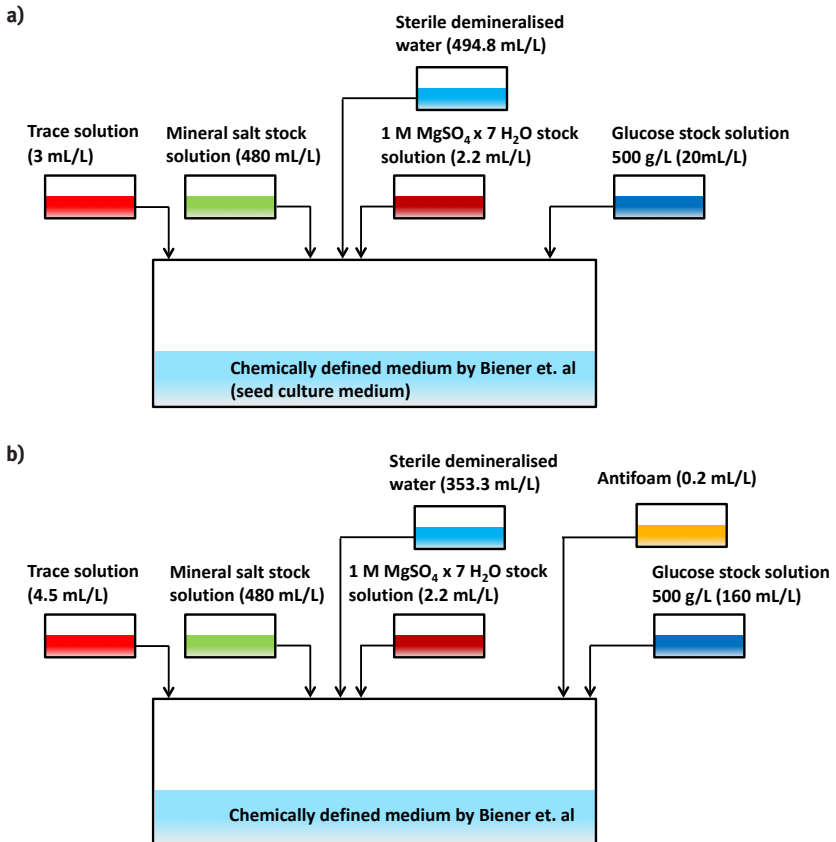 a)
Sterile demineralised
water (494.8 mL/L)
Trace solution
(3 mL/L)
Mineral salt stock
solution (480 mL/L)
1 M MgSO₄ x 7 H₂O stock
solution (2.2 mL/L)
Glucose stock solution
500 g/L (20mL/L)
Chemically defined medium by Biener et. al
(seed culture medium)
b)
Sterile demineralised
water (353.3 mL/L)
Antifoam (0.2 mL/L)
Trace solution
(4.5 mL/L)
Mineral salt stock
solution (480 mL/L)
1 M MgSO₄ x 7 H₂O stock
solution (2.2 mL/L)
Glucose stock solution
500 g/L (160 mL/L)
Chemically defined medium by Biener et. al